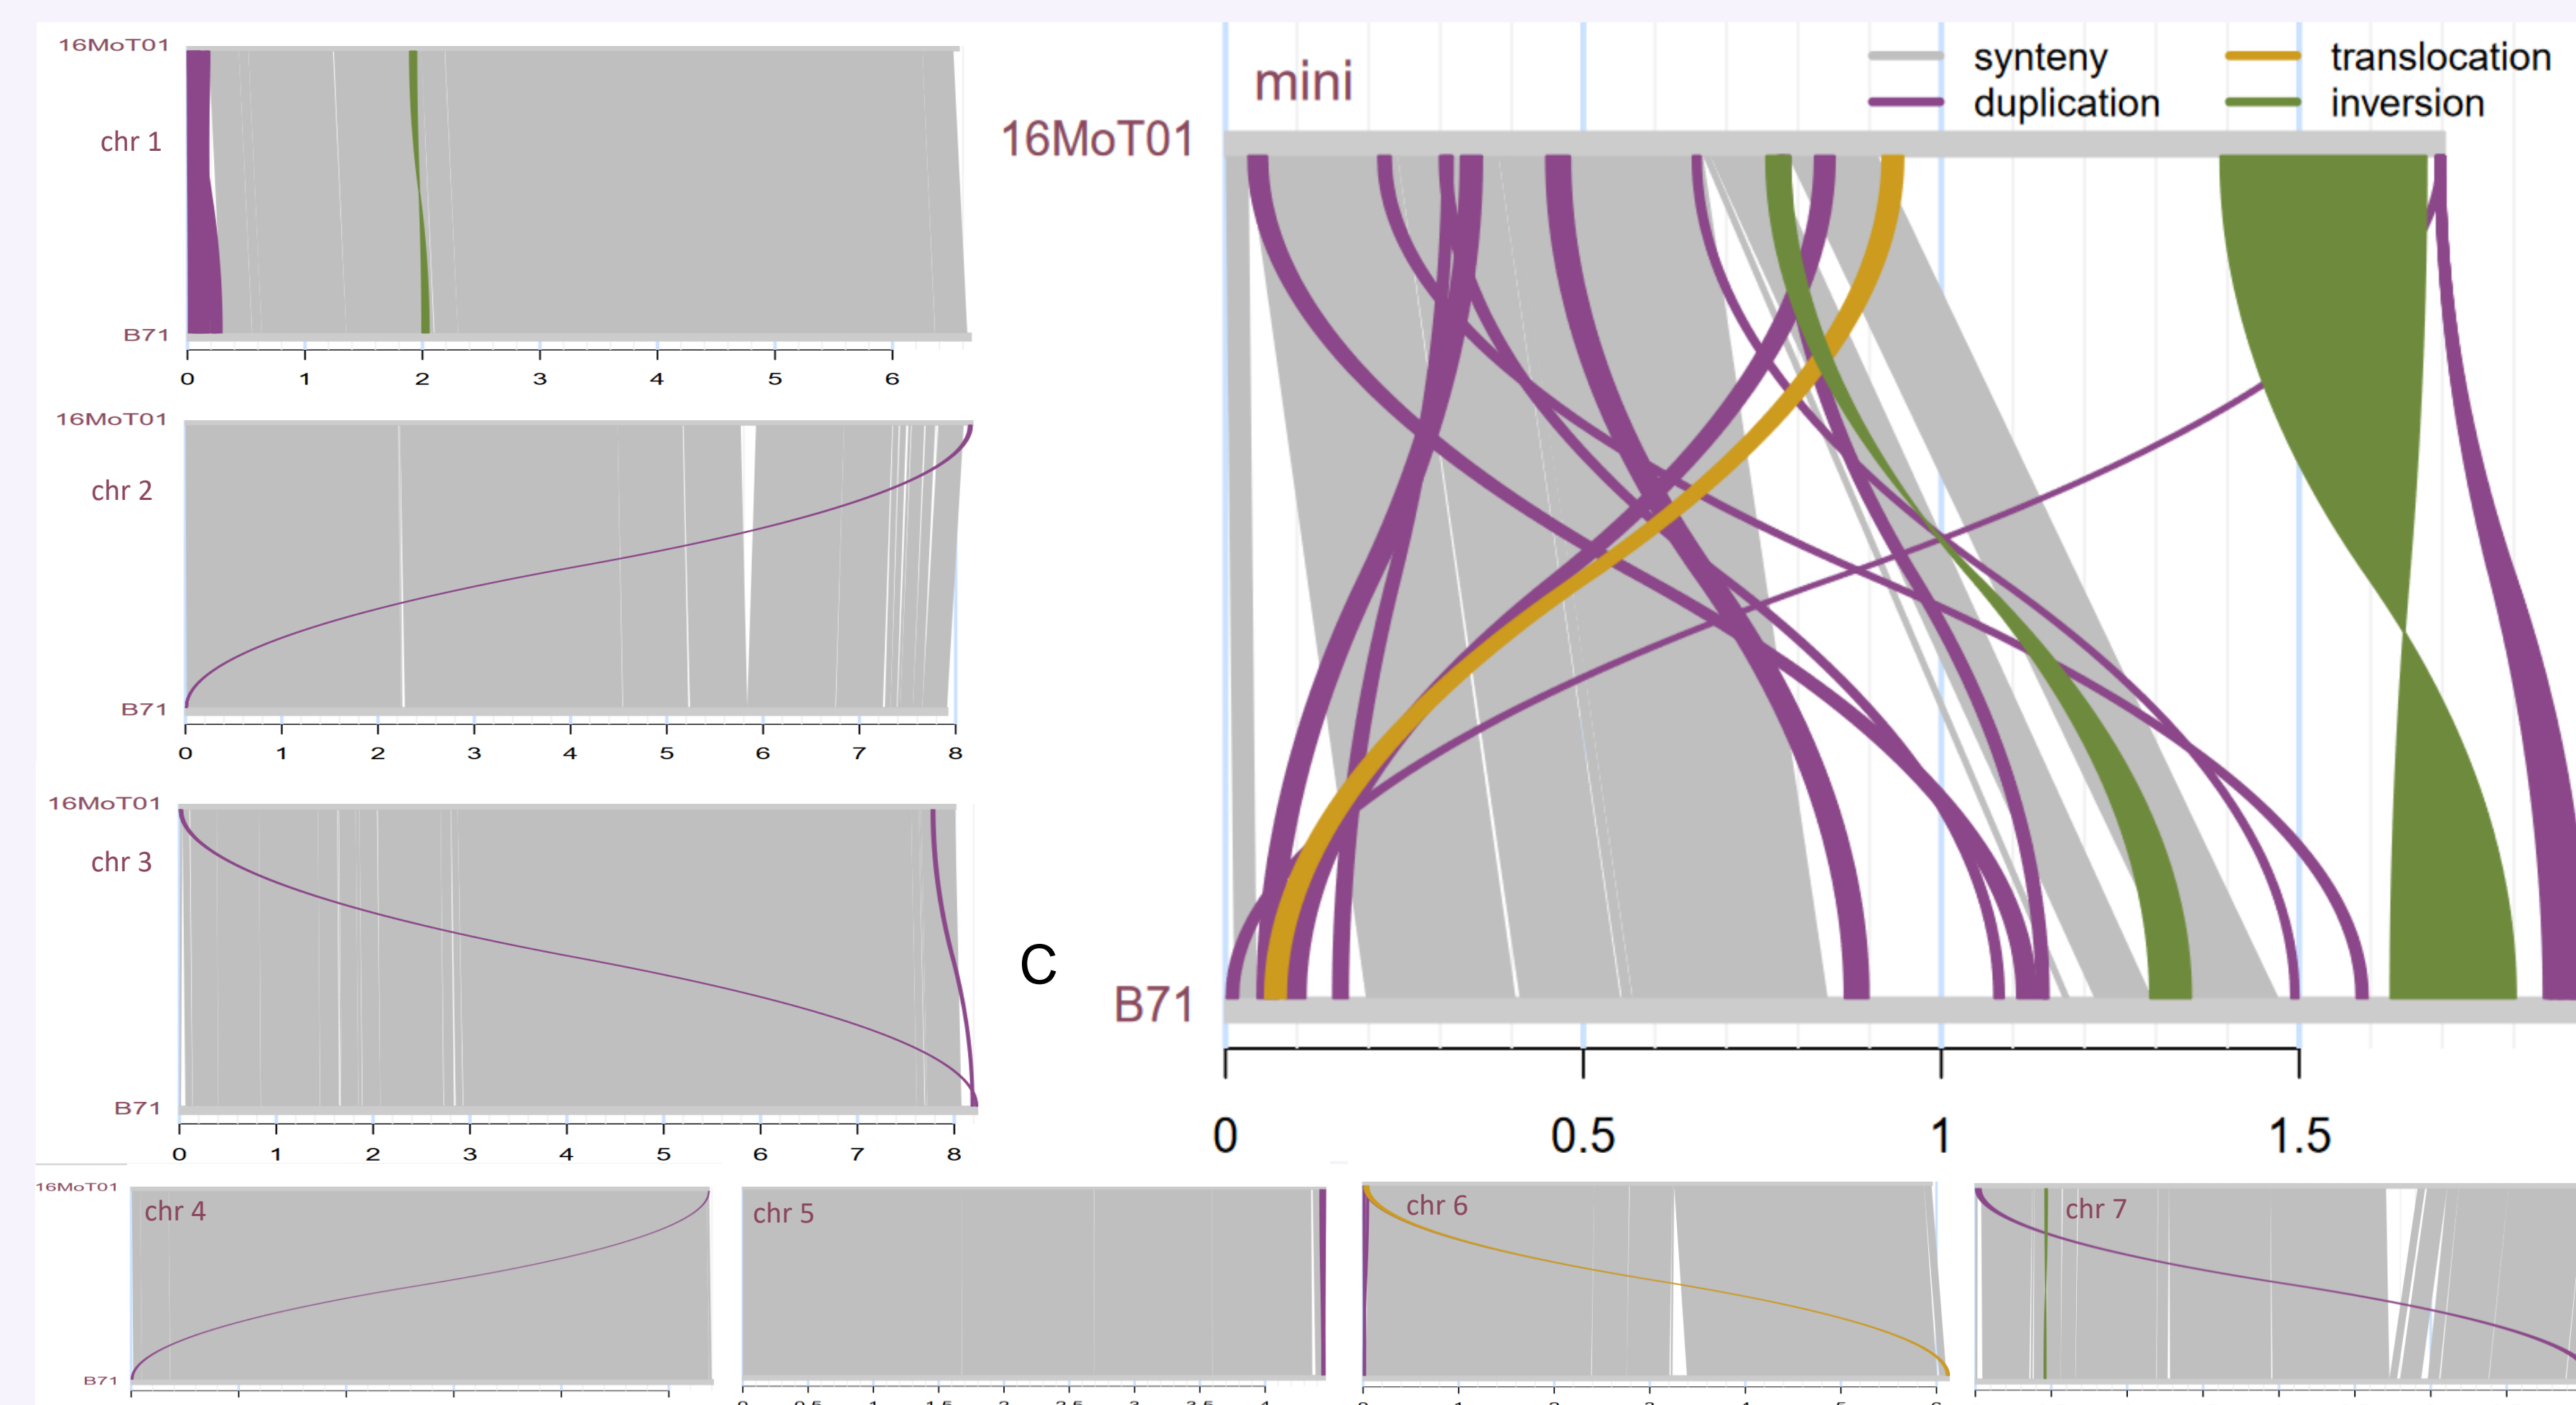 16MoT01
chr 1
B71
0 1 2 3 4 5 6
16MoT01
chr 2
B71
0 1 2 3 4 5 6 7 8
16MoT01
chr 3
B71
0 1 2 3 4 5 6 7 8
C
mini
synteny translocation
duplication inversion
16MoT01
B71
0 0.5 1 1.5
16MoT01
chr 4
B71
chr 5
chr 6
chr 7